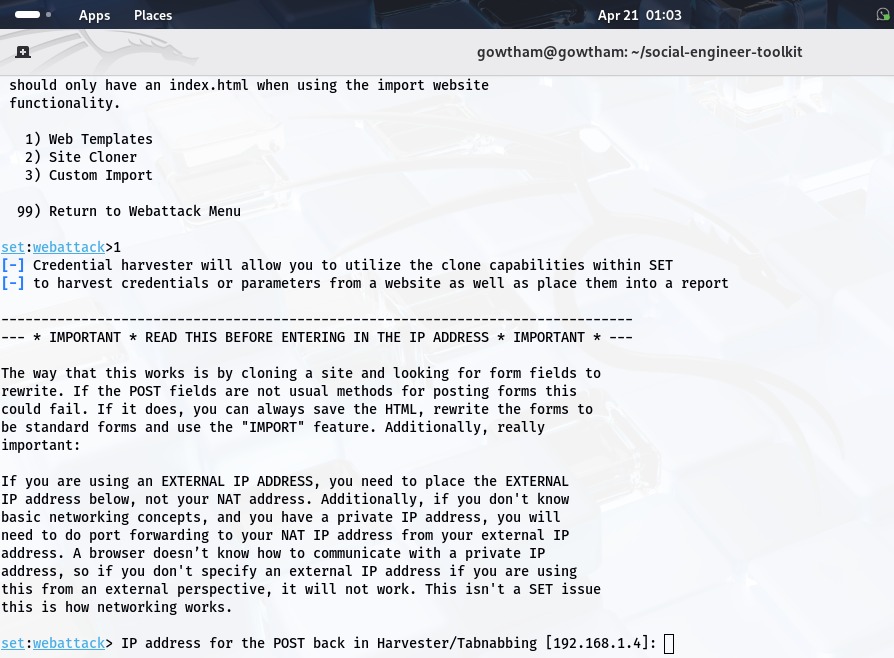 Apps Places Apr 21 01:03
gowtham@gowtham: ~/social-engineer-toolkit
should only have an index.html when using the import website
functionality.
1) Web Templates
2) Site Cloner
3) Custom Import
99) Return to Webattack Menu
set:webattack>1
[-] Credential harvester will allow you to utilize the clone capabilities within SET
[-] to harvest credentials or parameters from a website as well as place them into a report
-------------------------------------------------------------------------------
--- * IMPORTANT * READ THIS BEFORE ENTERING IN THE IP ADDRESS * IMPORTANT * ---
The way that this works is by cloning a site and looking for form fields to
rewrite. If the POST fields are not usual methods for posting forms this
could fail. If it does, you can always save the HTML, rewrite the forms to
be standard forms and use the "IMPORT" feature. Additionally, really
important:
If you are using an EXTERNAL IP ADDRESS, you need to place the EXTERNAL
IP address below, not your NAT address. Additionally, if you don't know
basic networking concepts, and you have a private IP address, you will
need to do port forwarding to your NAT IP address from your external IP
address. A browser doesn’t know how to communicate with a private IP
address, so if you don't specify an external IP address if you are using
this from an external perspective, it will not work. This isn't a SET issue
this is how networking works.
set:webattack> IP address for the POST back in Harvester/Tabnabbing [192.168.1.4]: